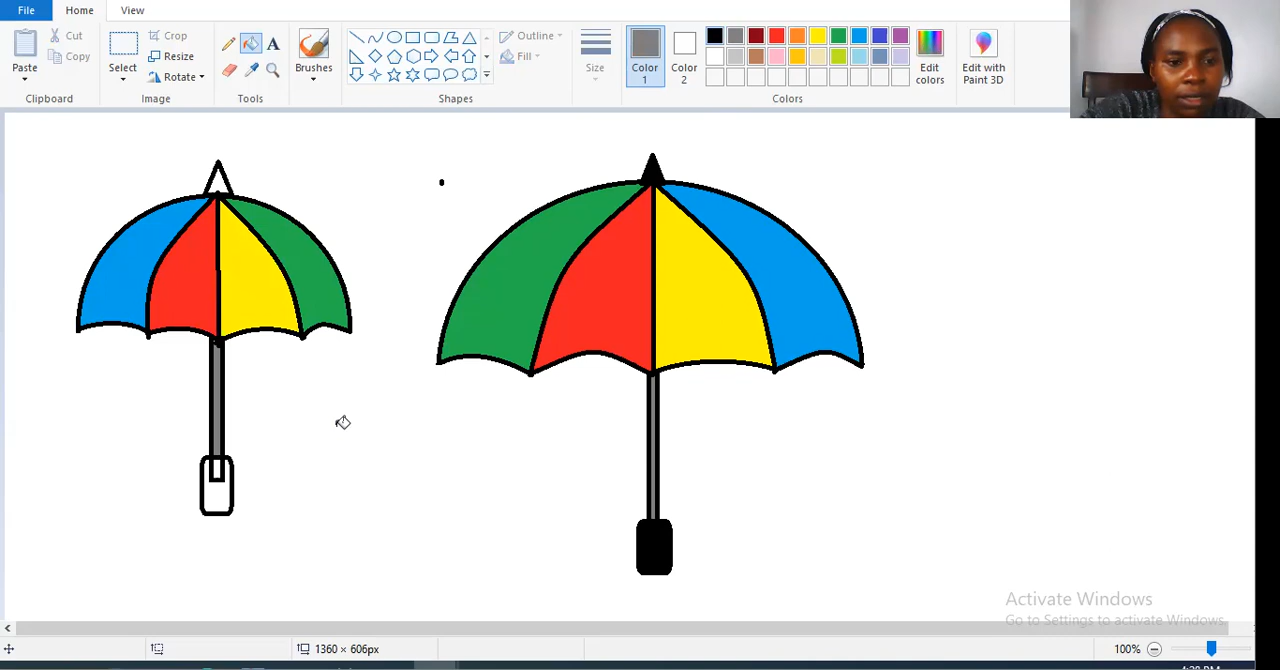 File Home View
Paste
Cut
Copy
Clipboard
Select
Crop
Resize
Rotate
Image
A
Tools
Brushes
Outline
Fill
Shapes
Size
Color 1
Color 2
Edit colors
Colors
Edit with Paint 3D
Activate Windows
Go to Settings to activate Windows.
1360 × 606px
100%